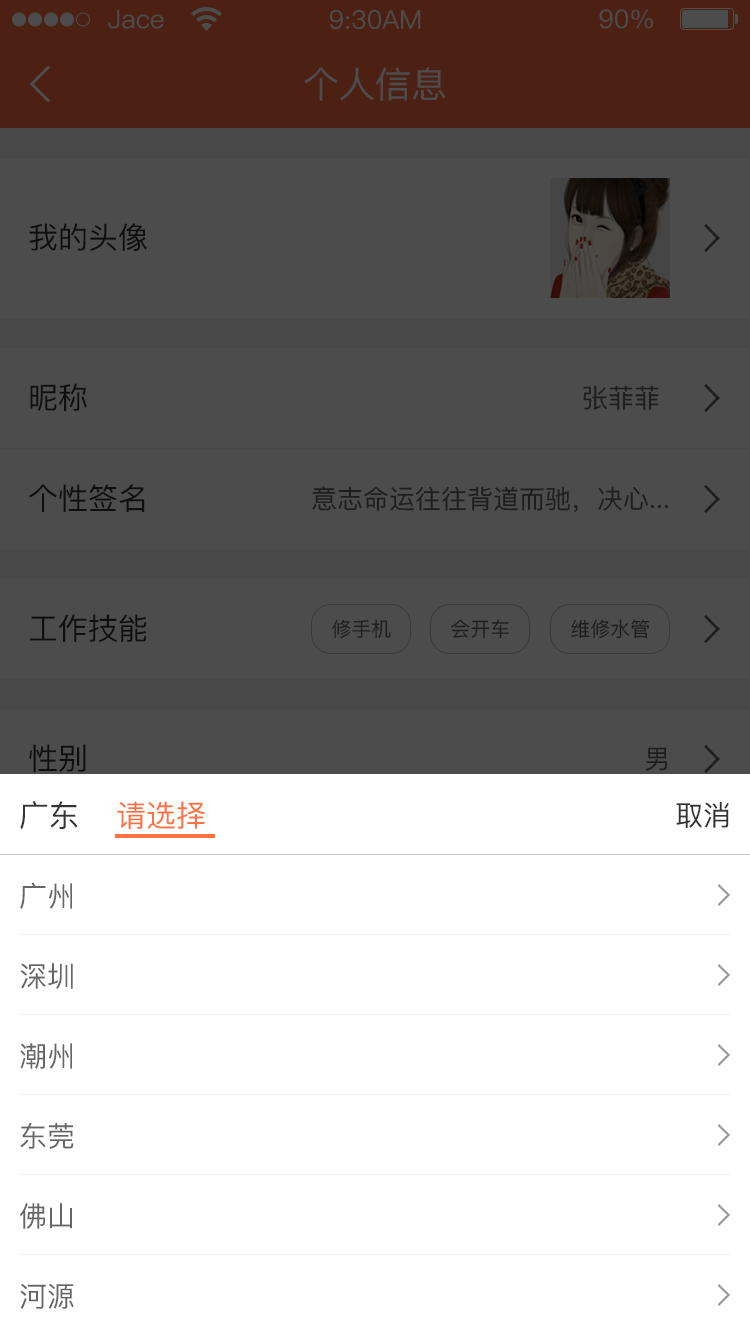 Jace 9:30AM 90%
个人信息
我的头像
昵称 张菲菲
个性签名 意志命运往往背道而驰，决心...
工作技能 修手机 会开车 维修水管
性别 男
广东 请选择 取消
广州
深圳
潮州
东莞
佛山
河源